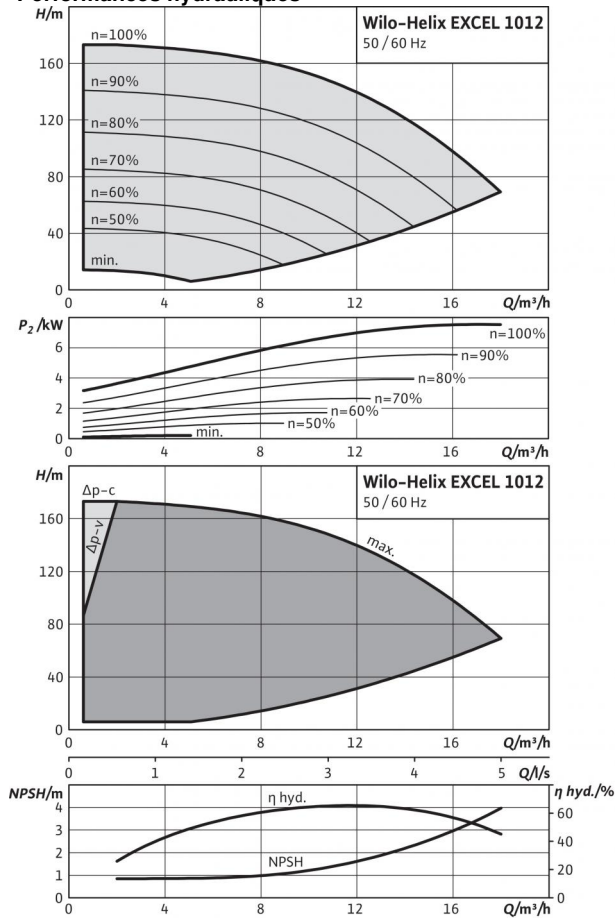 Performances hydrauliques
H/m
Wilo-Helix EXCEL 1012
50/60 Hz
n=100%
160
n=90%
120
n=80%
80
n=70%
n=60%
40
n=50%
min.
0
0 4 8 12 16 Q/m³/h
P₂/kW
n=100%
6
n=90%
4
n=80%
n=70%
2
n=60%
n=50%
min.
0
0 4 8 12 16 Q/m³/h
H/m
Wilo-Helix EXCEL 1012
50/60 Hz
Δp-c
160
Δp-v
max.
120
80
40
0
0 4 8 12 16 Q/m³/h
0 1 2 3 4 5 Q/l/s
NPSH/m
η hyd./%
η hyd.
4
60
3
40
2
NPSH
20
1
0
0
0 4 8 12 16 Q/m³/h